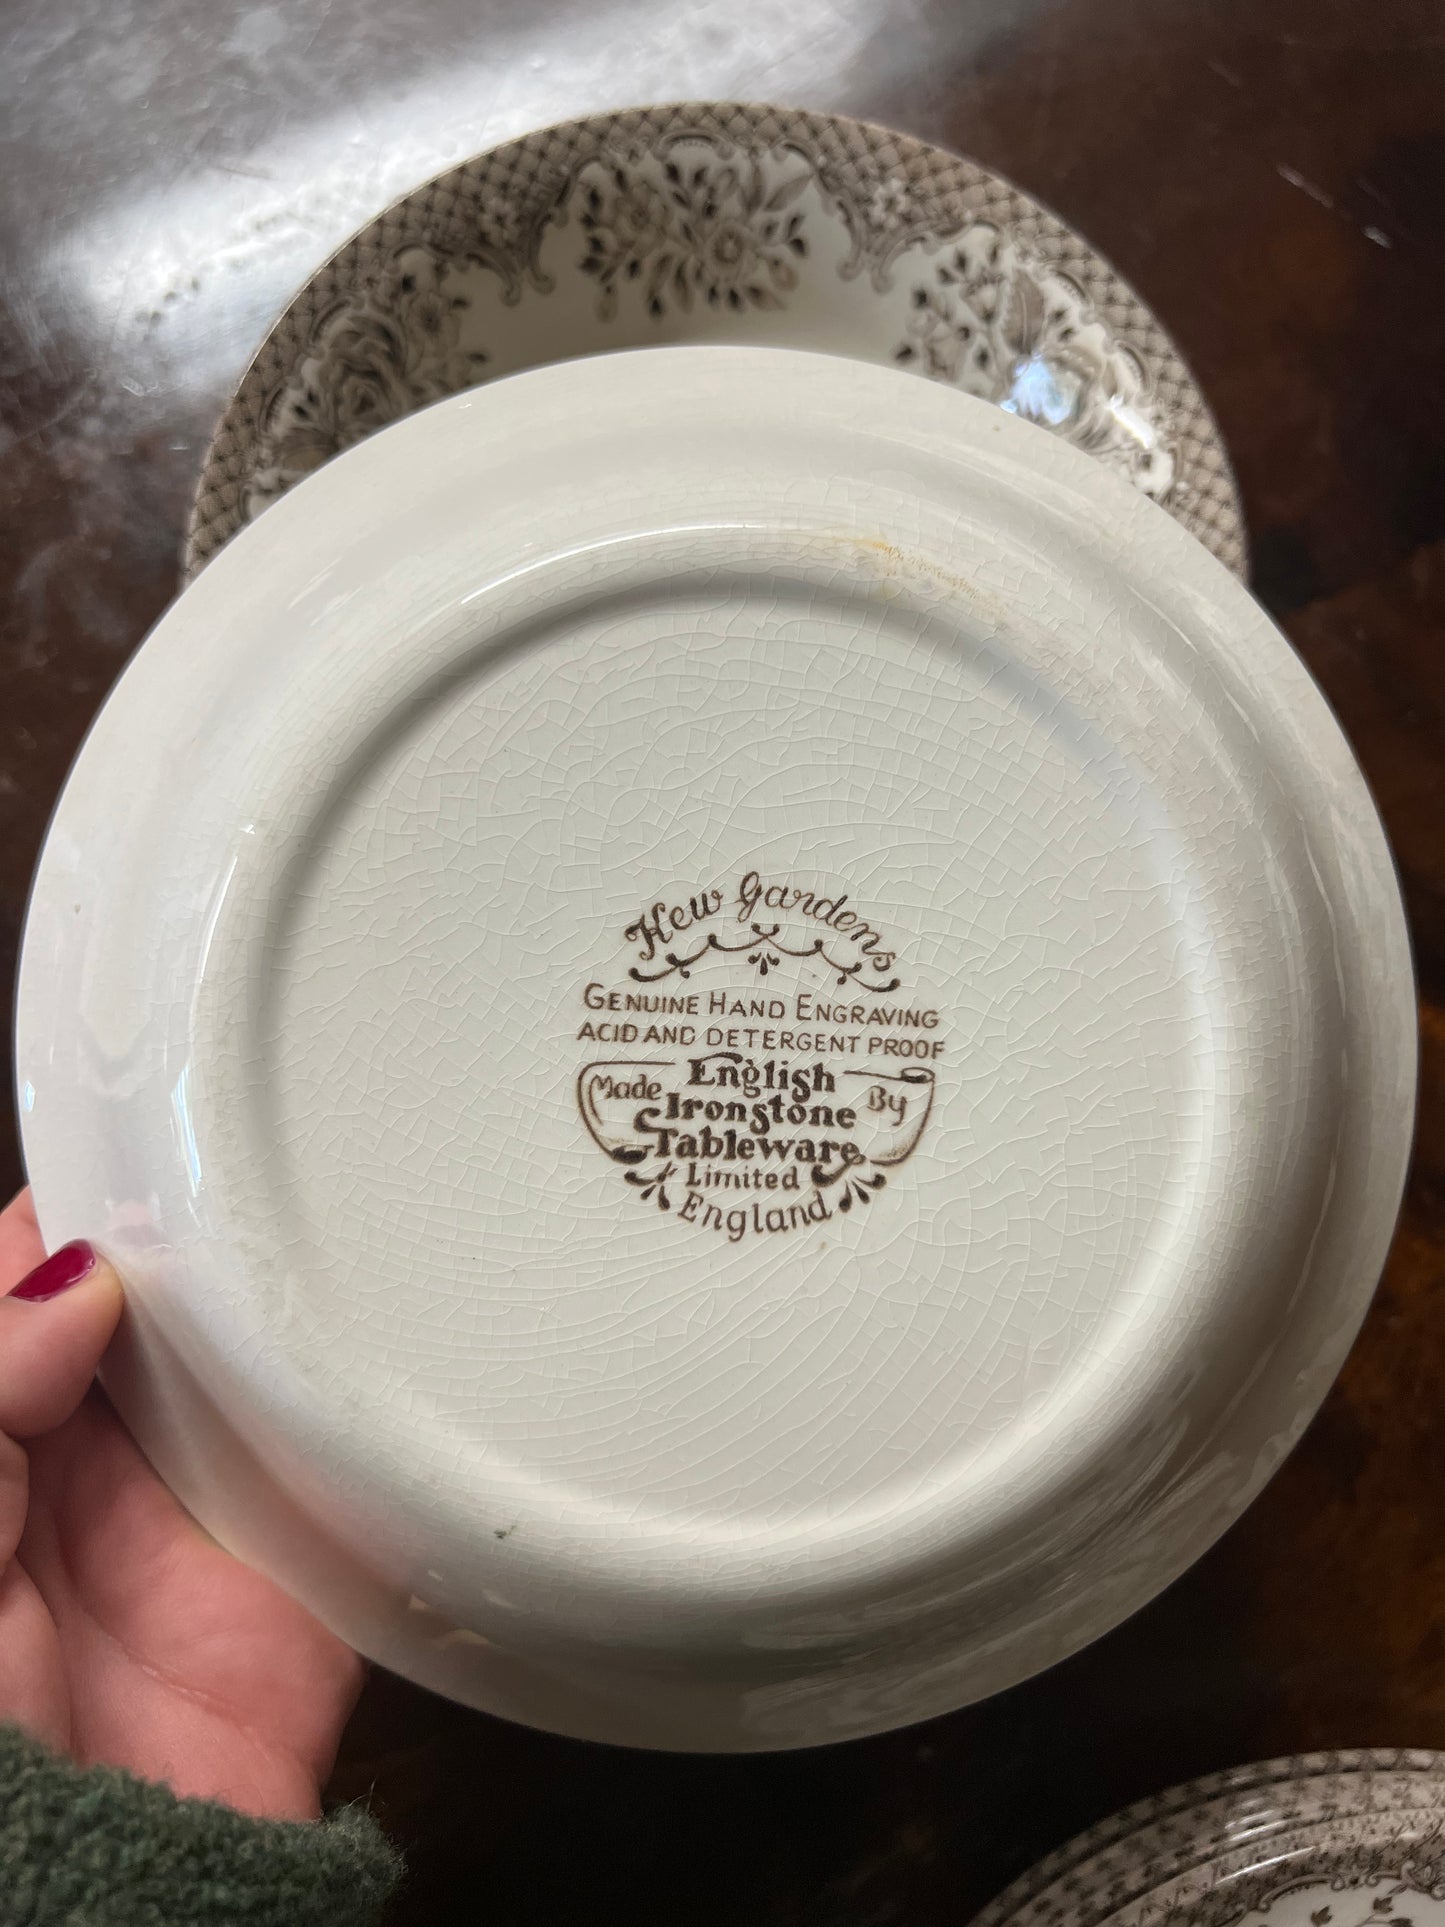 Kew Gardens
GENUINE HAND ENGRAVING
ACID AND DETERGENT PROOF
Made English By
Ironstone
Tableware
Limited
England